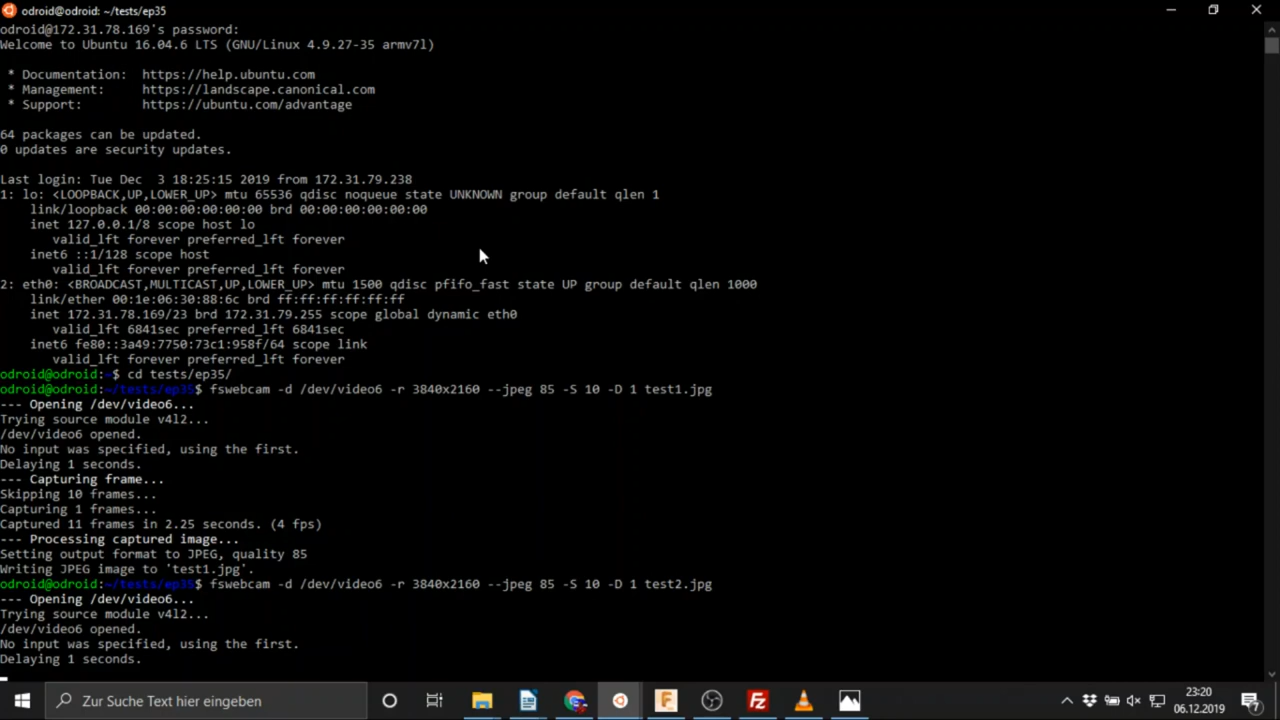 odroid@odroid: ~/tests/ep35
odroid@172.31.78.169's password:
Welcome to Ubuntu 16.04.6 LTS (GNU/Linux 4.9.27-35 armv7l)
* Documentation:  https://help.ubuntu.com
* Management:     https://landscape.canonical.com
* Support:        https://ubuntu.com/advantage
64 packages can be updated.
0 updates are security updates.
Last login: Tue Dec  3 18:25:15 2019 from 172.31.79.238
1: lo: <LOOPBACK,UP,LOWER_UP> mtu 65536 qdisc noqueue state UNKNOWN group default qlen 1
link/loopback 00:00:00:00:00:00 brd 00:00:00:00:00:00
inet 127.0.0.1/8 scope host lo
valid_lft forever preferred_lft forever
inet6 ::1/128 scope host
valid_lft forever preferred_lft forever
2: eth0: <BROADCAST,MULTICAST,UP,LOWER_UP> mtu 1500 qdisc pfifo_fast state UP group default qlen 1000
link/ether 00:1e:06:30:88:6c brd ff:ff:ff:ff:ff:ff
inet 172.31.78.169/23 brd 172.31.79.255 scope global dynamic eth0
valid_lft 6841sec preferred_lft 6841sec
inet6 fe80::3a49:7750:73c1:958f/64 scope link
valid_lft forever preferred_lft forever
odroid@odroid:~$ cd tests/ep35/
odroid@odroid:~/tests/ep35$ fswebcam -d /dev/video6 -r 3840x2160 --jpeg 85 -S 10 -D 1 test1.jpg
--- Opening /dev/video6...
Trying source module v4l2...
/dev/video6 opened.
No input was specified, using the first.
Delaying 1 seconds.
--- Capturing frame...
Skipping 10 frames...
Capturing 1 frames...
Captured 11 frames in 2.25 seconds. (4 fps)
--- Processing captured image...
Setting output format to JPEG, quality 85
Writing JPEG image to 'test1.jpg'.
odroid@odroid:~/tests/ep35$ fswebcam -d /dev/video6 -r 3840x2160 --jpeg 85 -S 10 -D 1 test2.jpg
--- Opening /dev/video6...
Trying source module v4l2...
/dev/video6 opened.
No input was specified, using the first.
Delaying 1 seconds.
Zur Suche Text hier eingeben
23:20
06.12.2019
7